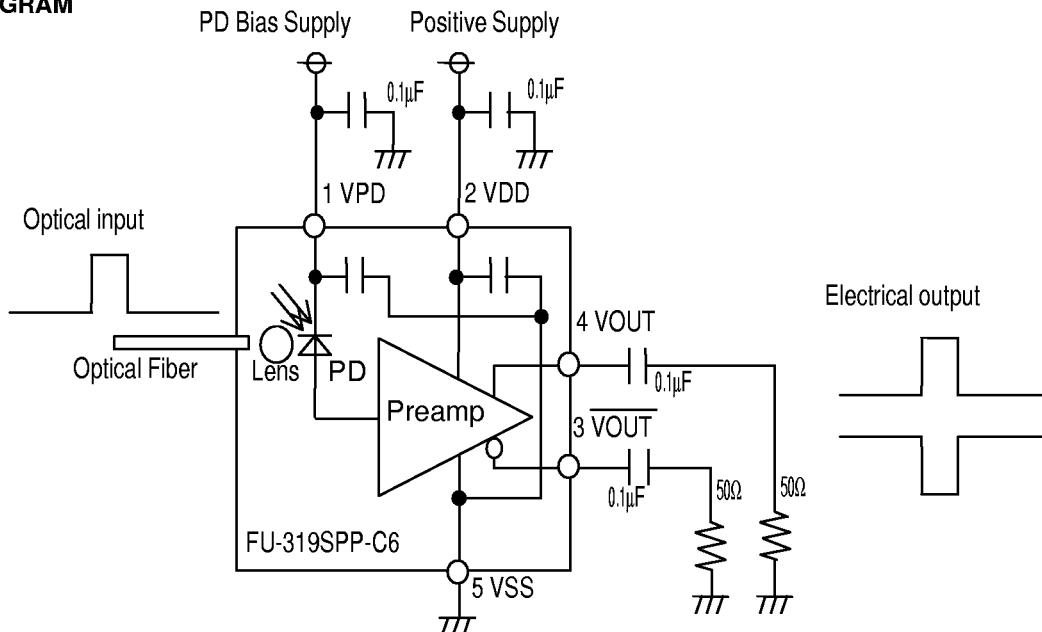 GRAM
PD Bias Supply
Positive Supply
0.1µF
0.1µF
1 VPD
2 VDD
Optical input
Electrical output
4 VOUT
Optical Fiber
Lens
PD
0.1µF
Preamp
3 VOUT
0.1µF
50Ω
50Ω
FU-319SPP-C6
5 VSS